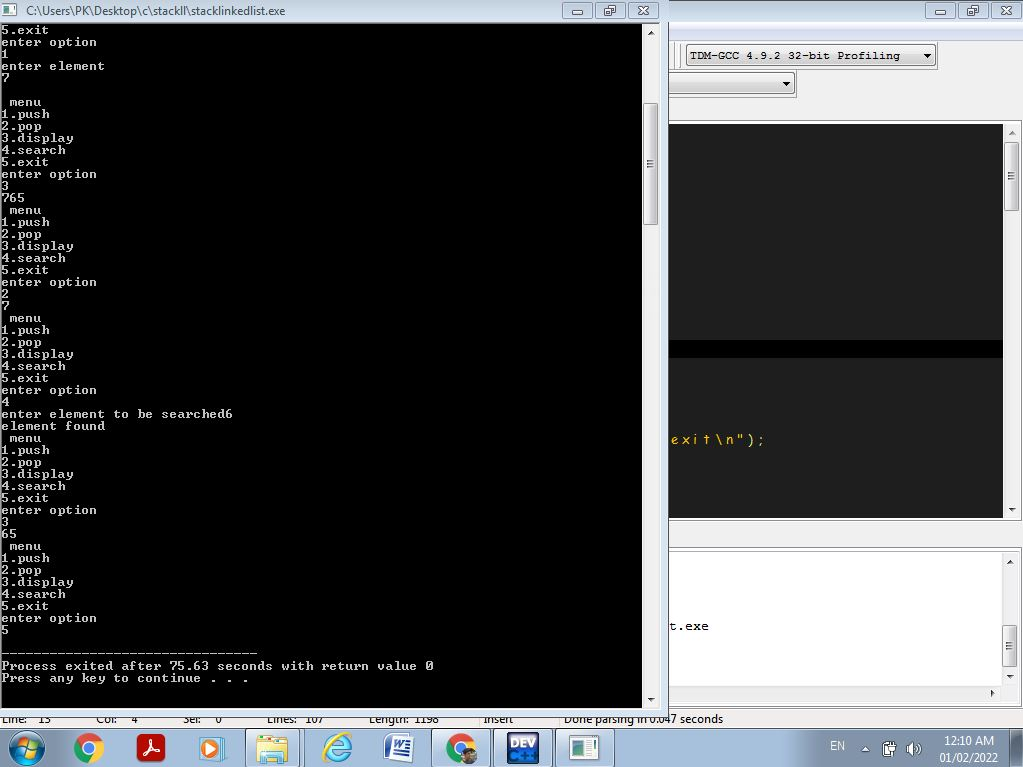 C:\Users\PK\Desktop\c\stackll\stacklinkedlist.exe
5.exit
enter option
1
enter element
7
menu
1.push
2.pop
3.display
4.search
5.exit
enter option
3
765
menu
1.push
2.pop
3.display
4.search
5.exit
enter option
2
7
menu
1.push
2.pop
3.display
4.search
5.exit
enter option
4
enter element to be searched6
element found
menu
1.push
2.pop
3.display
4.search
5.exit
enter option
3
65
menu
1.push
2.pop
3.display
4.search
5.exit
enter option
5
--------------------------------
Process exited after 75.63 seconds with return value 0
Press any key to continue . . .
TDM-GCC 4.9.2 32-bit Profiling
exit\n");
t.exe
Line: 13 Col: 4 Sel: 0 Lines: 107 Length: 1198 Insert Done parsing in 0.047 seconds
DEV
C++
EN
12:10 AM
01/02/2022